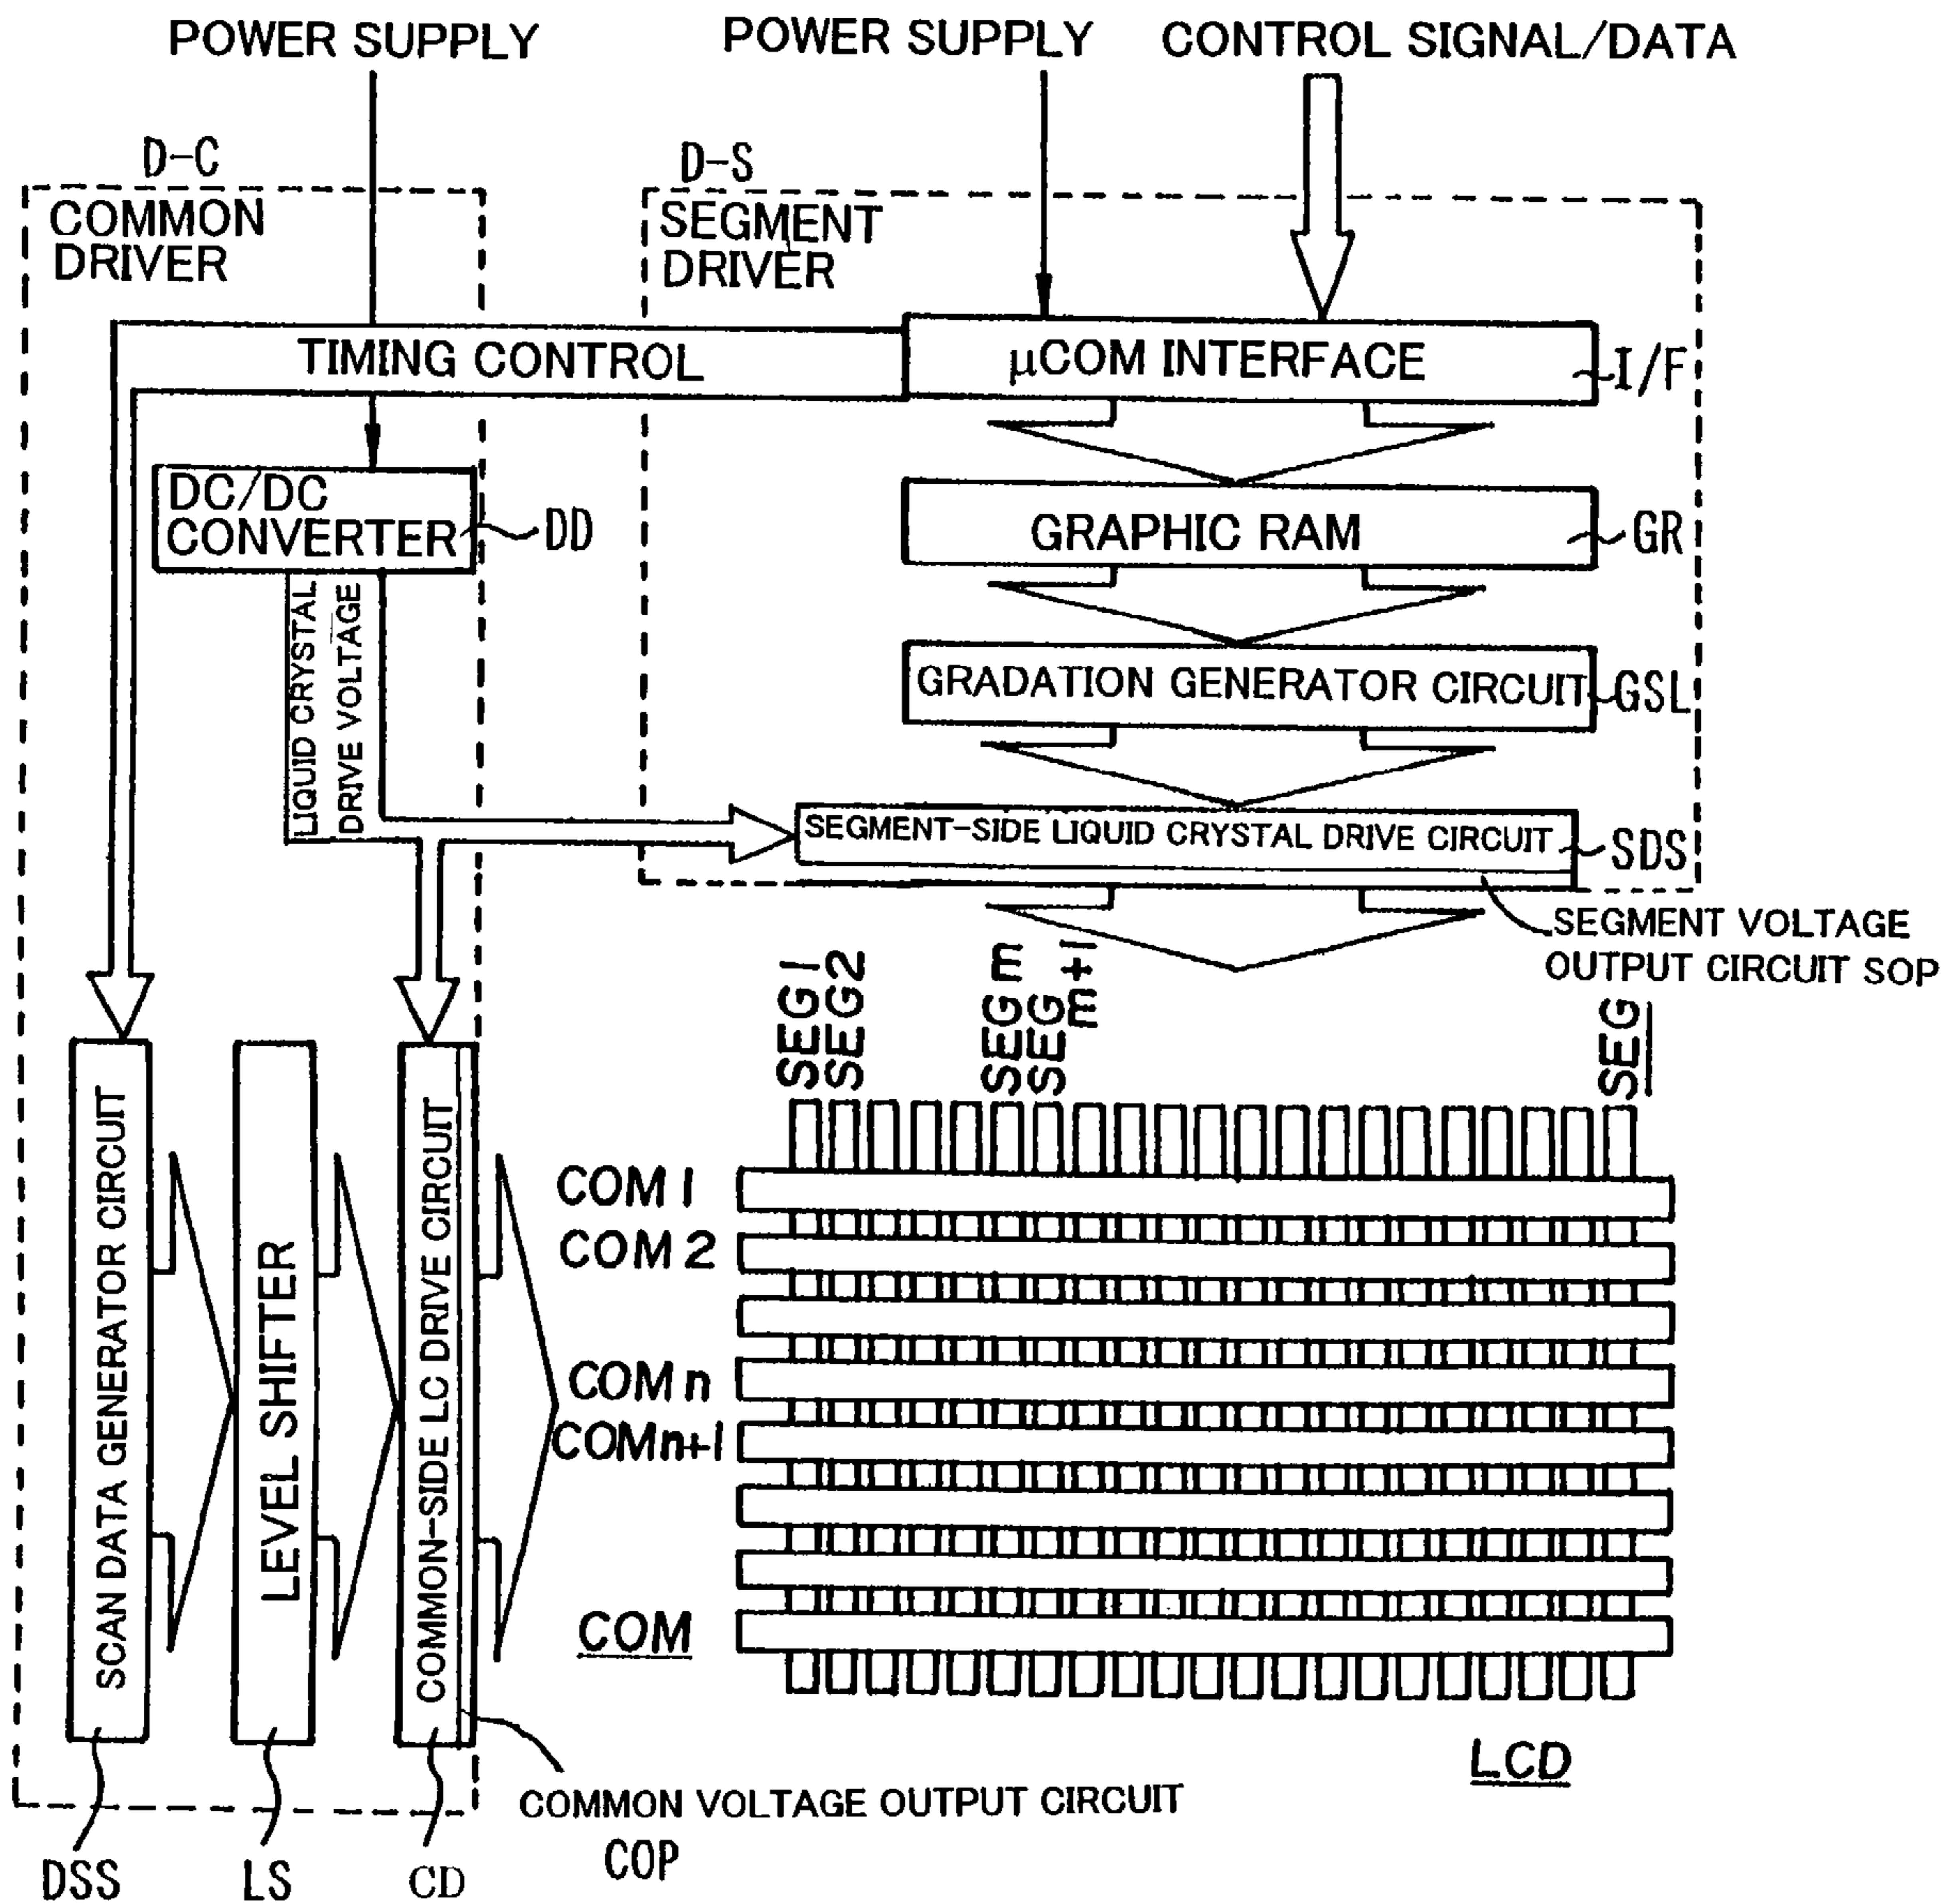 POWER SUPPLY
POWER SUPPLY
CONTROL SIGNAL/DATA
D-C
D-S
COMMON
DRIVER
SEGMENT
DRIVER
TIMING CONTROL
μCOM INTERFACE
I/F
DC/DC
CONVERTER
DD
GRAPHIC RAM
GR
LIQUID CRYSTAL
DRIVE VOLTAGE
GRADATION GENERATOR CIRCUIT
GSL
SEGMENT-SIDE LIQUID CRYSTAL DRIVE CIRCUIT
SDS
SEGMENT VOLTAGE
OUTPUT CIRCUIT SOP
SEG1
SEG2
SEG m
SEG
m+1
SEG
SCAN DATA GENERATOR CIRCUIT
LEVEL SHIFTER
COMMON-SIDE LC DRIVE CIRCUIT
COM 1
COM 2
COM n
COMn+1
COM
LCD
COMMON VOLTAGE OUTPUT CIRCUIT
COP
DSS
LS
CD